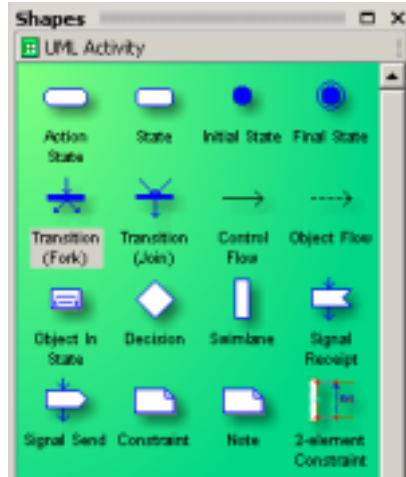 Shapes
UML Activity
Action State Initial State Final State
State
Transition Transition Control Object Flow
(Fork) (Join) Flow
Object In Decision Swimlane Signal
State Receipt
Signal Send Constraint Note 2-element
Constraint